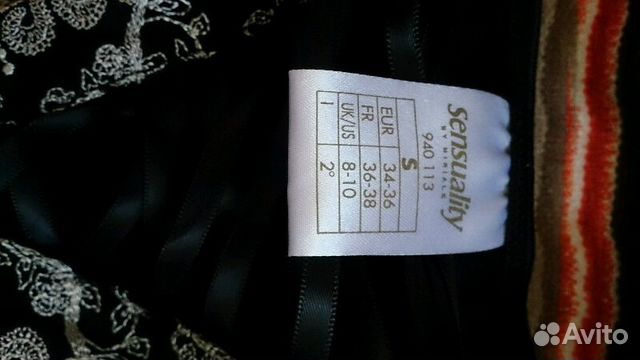 Sensuality
BY MIRIALE
940 113
S
EUR 34-36
FR 36-38
UK/US 8-10
I 2°
Avito